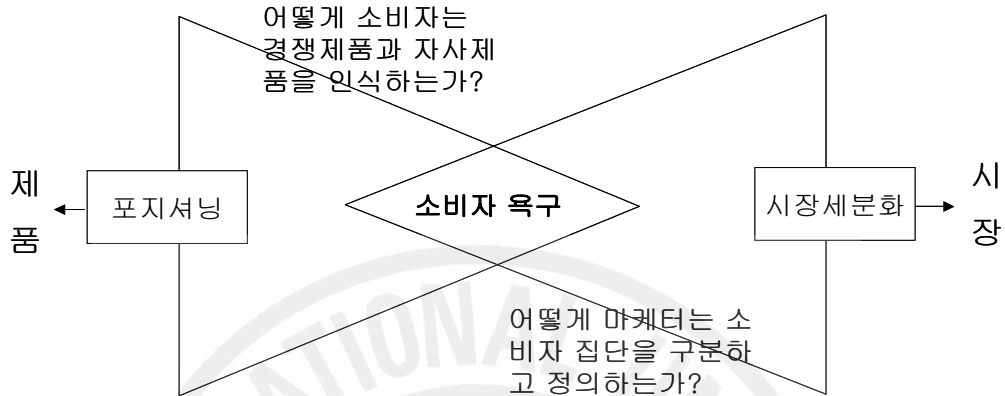 어떻게 소비자는
경쟁제품과 자사제
품을 인식하는가?
제
품
포지셔닝
소비자 욕구
시장세분화
시
장
어떻게 마케터는 소
비자 집단을 구분하
고 정의하는가?
ATIONAL